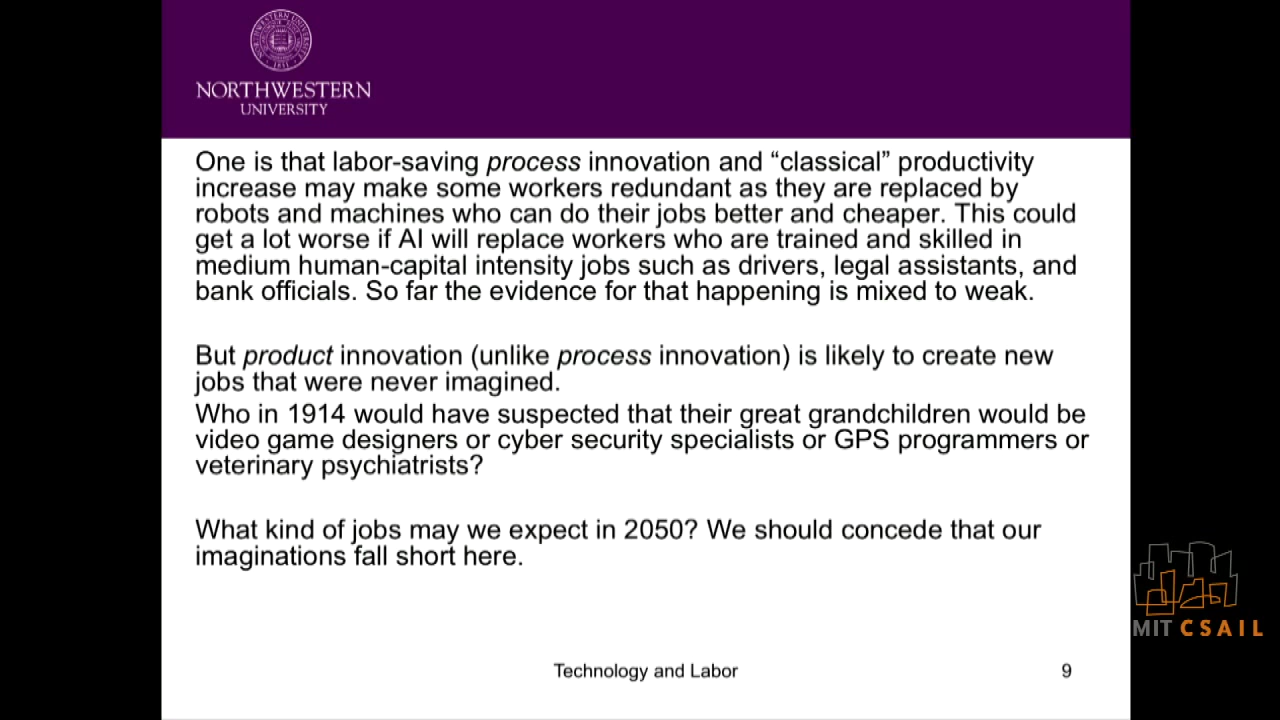 NORTHWESTERN
UNIVERSITY
One is that labor-saving process innovation and “classical” productivity
increase may make some workers redundant as they are replaced by
robots and machines who can do their jobs better and cheaper. This could
get a lot worse if AI will replace workers who are trained and skilled in
medium human-capital intensity jobs such as drivers, legal assistants, and
bank officials. So far the evidence for that happening is mixed to weak.
But product innovation (unlike process innovation) is likely to create new
jobs that were never imagined.
Who in 1914 would have suspected that their great grandchildren would be
video game designers or cyber security specialists or GPS programmers or
veterinary psychiatrists?
What kind of jobs may we expect in 2050? We should concede that our
imaginations fall short here.
MIT CSAIL
Technology and Labor
9